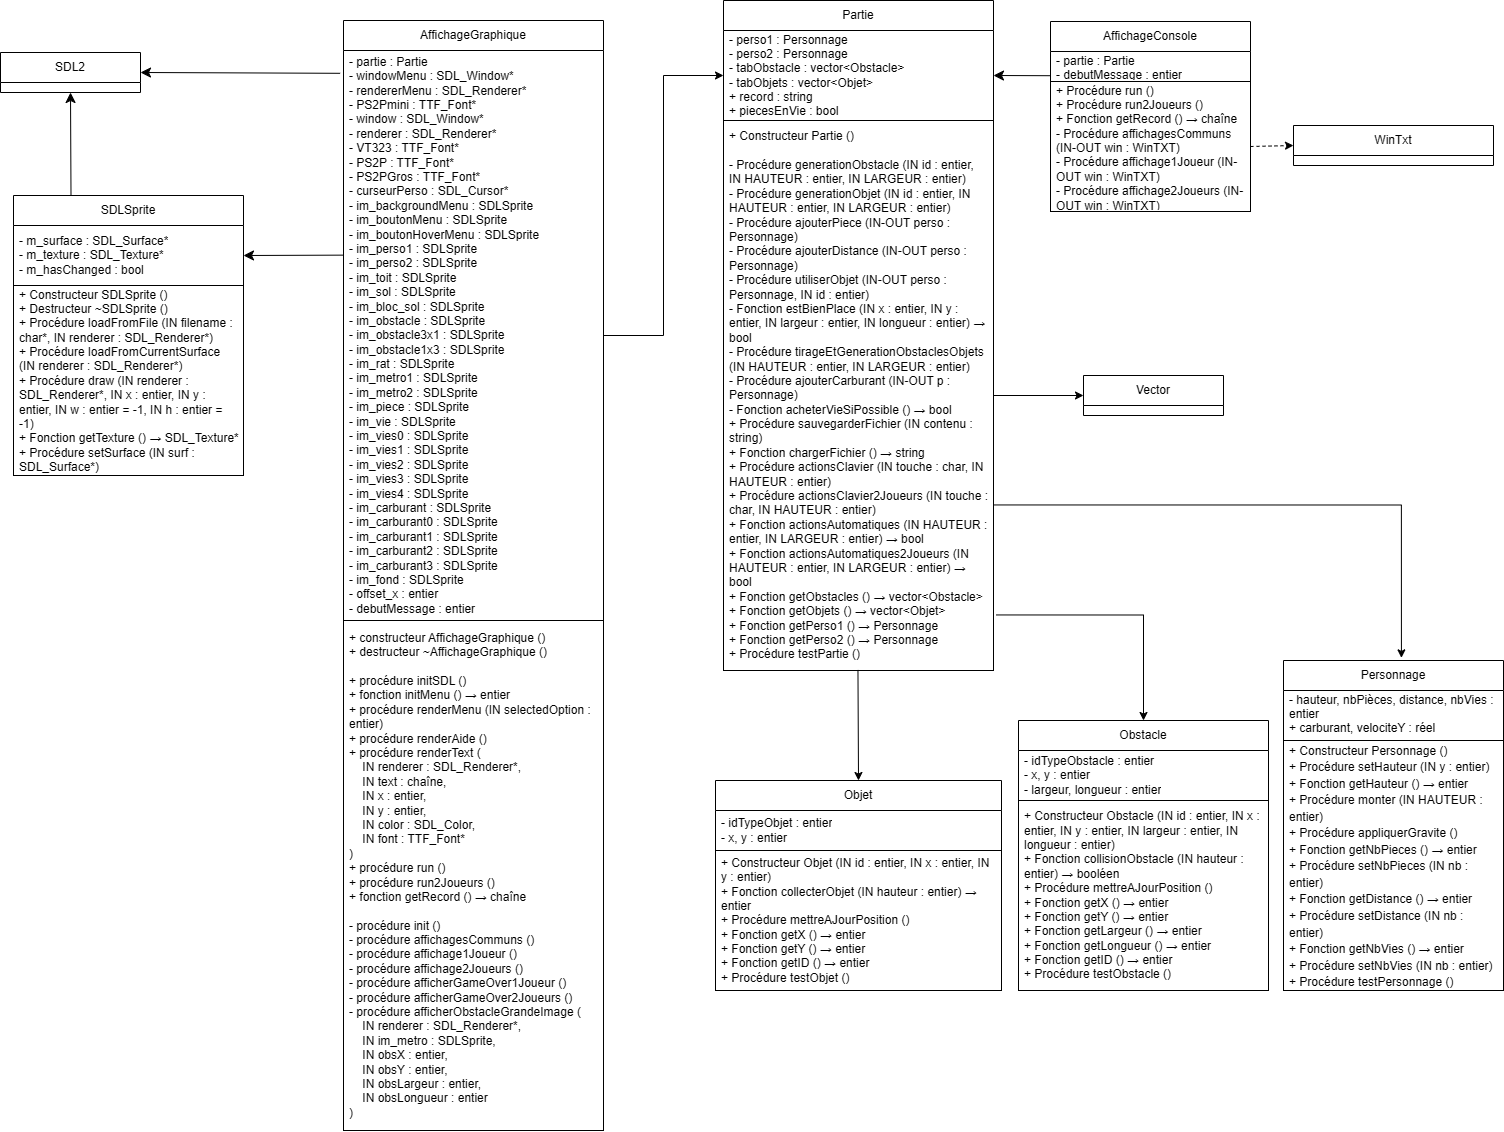 SDL2
SDLSprite
- m_surface : SDL_Surface*
- m_texture : SDL_Texture*
- m_hasChanged : bool
+ Constructeur SDLSprite ()
+ Destructeur ~SDLSprite ()
+ Procédure loadFromFile (IN filename :
char*, IN renderer : SDL_Renderer*)
+ Procédure loadFromCurrentSurface
(IN renderer : SDL_Renderer*)
+ Procédure draw (IN renderer :
SDL_Renderer*, IN x : entier, IN y :
entier, IN w : entier = -1, IN h : entier =
-1)
+ Fonction getTexture () → SDL_Texture*
+ Procédure setSurface (IN surf :
SDL_Surface*)
AffichageGraphique
- partie : Partie
- windowMenu : SDL_Window*
- rendererMenu : SDL_Renderer*
- PS2Pmini : TTF_Font*
- window : SDL_Window*
- renderer : SDL_Renderer*
- VT323 : TTF_Font*
- PS2P : TTF_Font*
- PS2PGros : TTF_Font*
- curseurPerso : SDL_Cursor*
- im_backgroundMenu : SDLSprite
- im_boutonMenu : SDLSprite
- im_boutonHoverMenu : SDLSprite
- im_perso1 : SDLSprite
- im_perso2 : SDLSprite
- im_toit : SDLSprite
- im_sol : SDLSprite
- im_bloc_sol : SDLSprite
- im_obstacle : SDLSprite
- im_obstacle3x1 : SDLSprite
- im_obstacle1x3 : SDLSprite
- im_rat : SDLSprite
- im_metro1 : SDLSprite
- im_metro2 : SDLSprite
- im_piece : SDLSprite
- im_vie : SDLSprite
- im_vies0 : SDLSprite
- im_vies1 : SDLSprite
- im_vies2 : SDLSprite
- im_vies3 : SDLSprite
- im_vies4 : SDLSprite
- im_carburant : SDLSprite
- im_carburant0 : SDLSprite
- im_carburant1 : SDLSprite
- im_carburant2 : SDLSprite
- im_carburant3 : SDLSprite
- im_fond : SDLSprite
- offset_x : entier
- debutMessage : entier
+ constructeur AffichageGraphique ()
+ destructeur ~AffichageGraphique ()
+ procédure initSDL ()
+ fonction initMenu () → entier
+ procédure renderMenu (IN selectedOption :
entier)
+ procédure renderAide ()
+ procédure renderText (
IN renderer : SDL_Renderer*,
IN text : chaîne,
IN x : entier,
IN y : entier,
IN color : SDL_Color,
IN font : TTF_Font*
)
+ procédure run ()
+ procédure run2Joueurs ()
+ fonction getRecord () → chaîne
- procédure init ()
- procédure affichagesCommuns ()
- procédure affichage1Joueur ()
- procédure affichage2Joueurs ()
- procédure afficherGameOver1Joueur ()
- procédure afficherGameOver2Joueurs ()
- procédure afficherObstacleGrandeImage (
IN renderer : SDL_Renderer*,
IN im_metro : SDLSprite,
IN obsX : entier,
IN obsY : entier,
IN obsLargeur : entier,
IN obsLongueur : entier
)
Partie
- perso1 : Personnage
- perso2 : Personnage
- tabObstacle : vector<Obstacle>
- tabObjets : vector<Objet>
+ record : string
+ piecesEnVie : bool
+ Constructeur Partie ()
- Procédure generationObstacle (IN id : entier,
IN HAUTEUR : entier, IN LARGEUR : entier)
- Procédure generationObjet (IN id : entier, IN
HAUTEUR : entier, IN LARGEUR : entier)
- Procédure ajouterPiece (IN-OUT perso :
Personnage)
- Procédure ajouterDistance (IN-OUT perso :
Personnage)
- Procédure utiliserObjet (IN-OUT perso :
Personnage, IN id : entier)
- Fonction estBienPlace (IN x : entier, IN y :
entier, IN largeur : entier, IN longueur : entier) →
bool
- Procédure tirageEtGenerationObstaclesObjets
(IN HAUTEUR : entier, IN LARGEUR : entier)
- Procédure ajouterCarburant (IN-OUT p :
Personnage)
- Fonction acheterVieSiPossible () → bool
+ Procédure sauvegarderFichier (IN contenu :
string)
+ Fonction chargerFichier () → string
+ Procédure actionsClavier (IN touche : char, IN
HAUTEUR : entier)
+ Procédure actionsClavier2Joueurs (IN touche :
char, IN HAUTEUR : entier)
+ Fonction actionsAutomatiques (IN HAUTEUR :
entier, IN LARGEUR : entier) → bool
+ Fonction actionsAutomatiques2Joueurs (IN
HAUTEUR : entier, IN LARGEUR : entier) →
bool
+ Fonction getObstacles () → vector<Obstacle>
+ Fonction getObjets () → vector<Objet>
+ Fonction getPerso1 () → Personnage
+ Fonction getPerso2 () → Personnage
+ Procédure testPartie ()
AffichageConsole
- partie : Partie
- debutMessage : entier
+ Procédure run ()
+ Procédure run2Joueurs ()
+ Fonction getRecord () → chaîne
- Procédure affichagesCommuns
(IN-OUT win : WinTXT)
- Procédure affichage1Joueur (IN-
OUT win : WinTXT)
- Procédure affichage2Joueurs (IN-
OUT win : WinTXT)
WinTxt
Vector
Objet
- idTypeObjet : entier
- x, y : entier
+ Constructeur Objet (IN id : entier, IN x : entier, IN
y : entier)
+ Fonction collecterObjet (IN hauteur : entier) →
entier
+ Procédure mettreAJourPosition ()
+ Fonction getX () → entier
+ Fonction getY () → entier
+ Fonction getID () → entier
+ Procédure testObjet ()
Obstacle
- idTypeObstacle : entier
- x, y : entier
- largeur, longueur : entier
+ Constructeur Obstacle (IN id : entier, IN x :
entier, IN y : entier, IN largeur : entier, IN
longueur : entier)
+ Fonction collisionObstacle (IN hauteur :
entier) → booléen
+ Procédure mettreAJourPosition ()
+ Fonction getX () → entier
+ Fonction getY () → entier
+ Fonction getLargeur () → entier
+ Fonction getLongueur () → entier
+ Fonction getID () → entier
+ Procédure testObstacle ()
Personnage
- hauteur, nbPièces, distance, nbVies :
entier
+ carburant, velociteY : réel
+ Constructeur Personnage ()
+ Procédure setHauteur (IN y : entier)
+ Fonction getHauteur () → entier
+ Procédure monter (IN HAUTEUR :
entier)
+ Procédure appliquerGravite ()
+ Fonction getNbPieces () → entier
+ Procédure setNbPieces (IN nb :
entier)
+ Fonction getDistance () → entier
+ Procédure setDistance (IN nb :
entier)
+ Fonction getNbVies () → entier
+ Procédure setNbVies (IN nb : entier)
+ Procédure testPersonnage ()